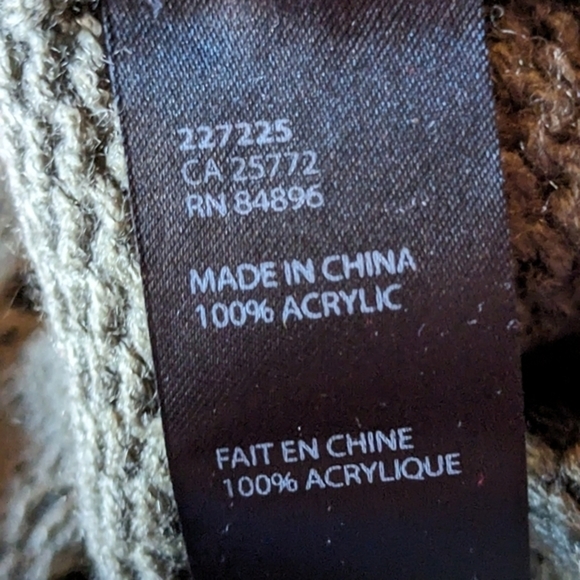 227225
CA 25772
RN 84896
MADE IN CHINA
100% ACRYLIC
FAIT EN CHINE
100% ACRYLIQUE